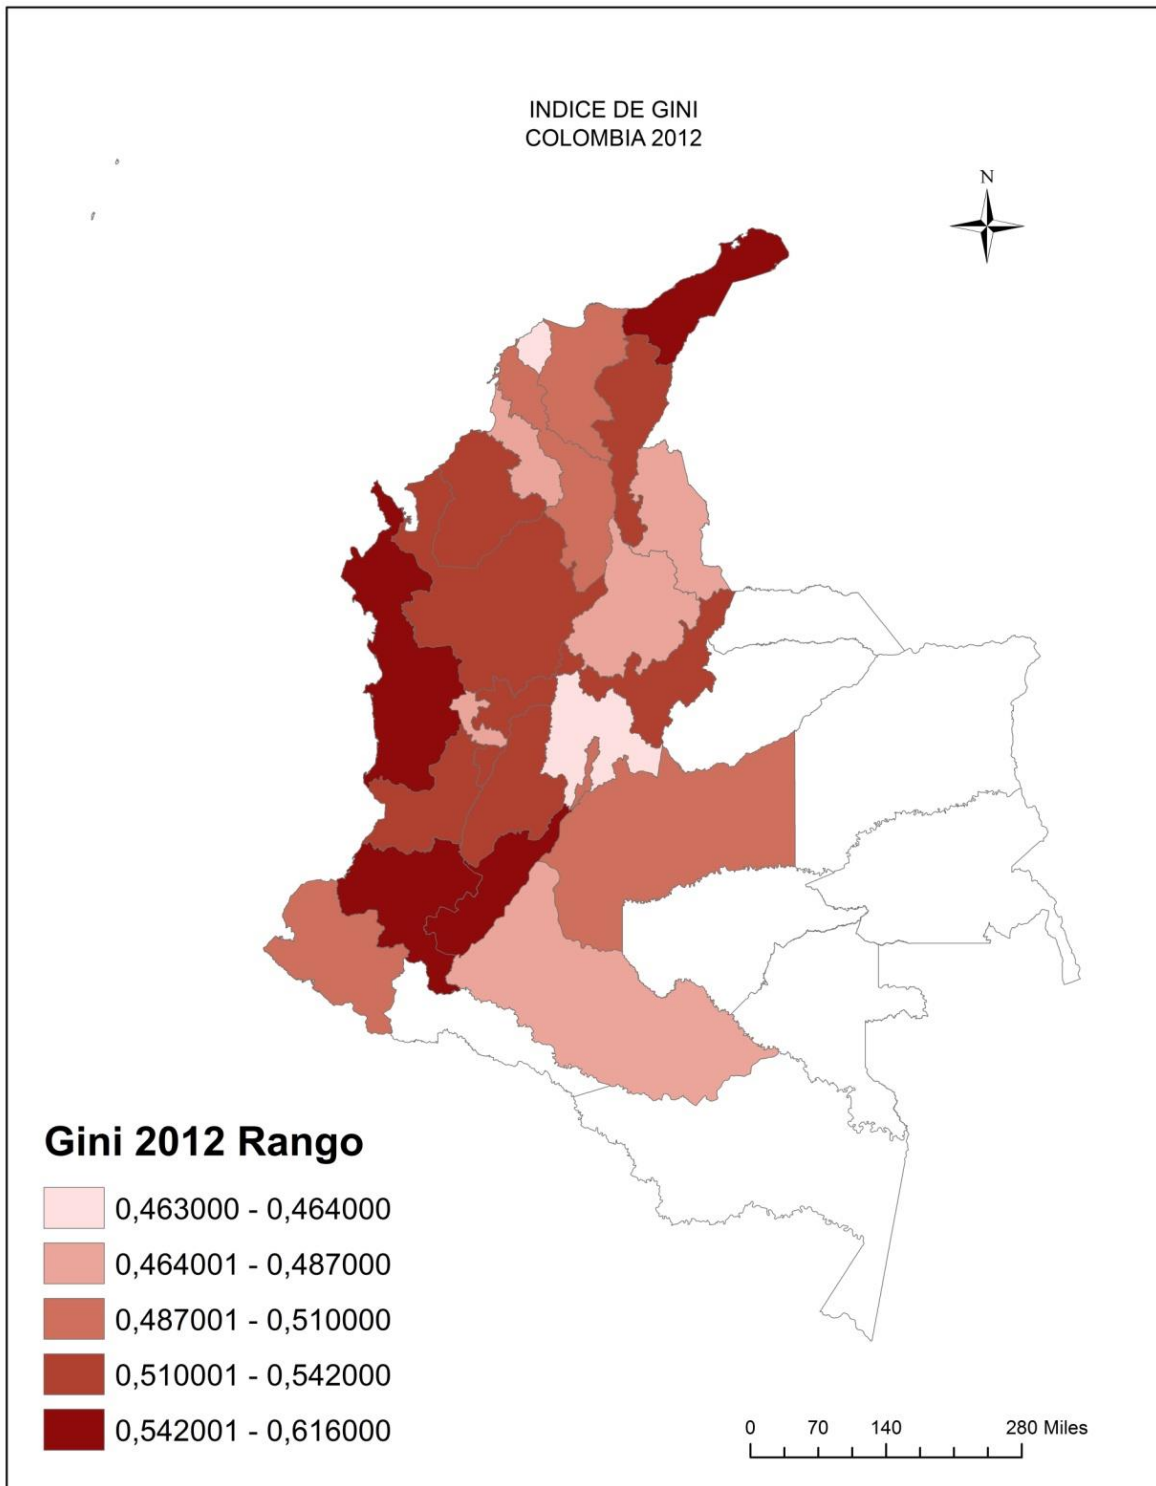 INDICE DE GINI
COLOMBIA 2012
N
Gini 2012 Rango
0,463000 - 0,464000
0,464001 - 0,487000
0,487001 - 0,510000
0,510001 - 0,542000
0,542001 - 0,616000
0 70 140 280 Miles